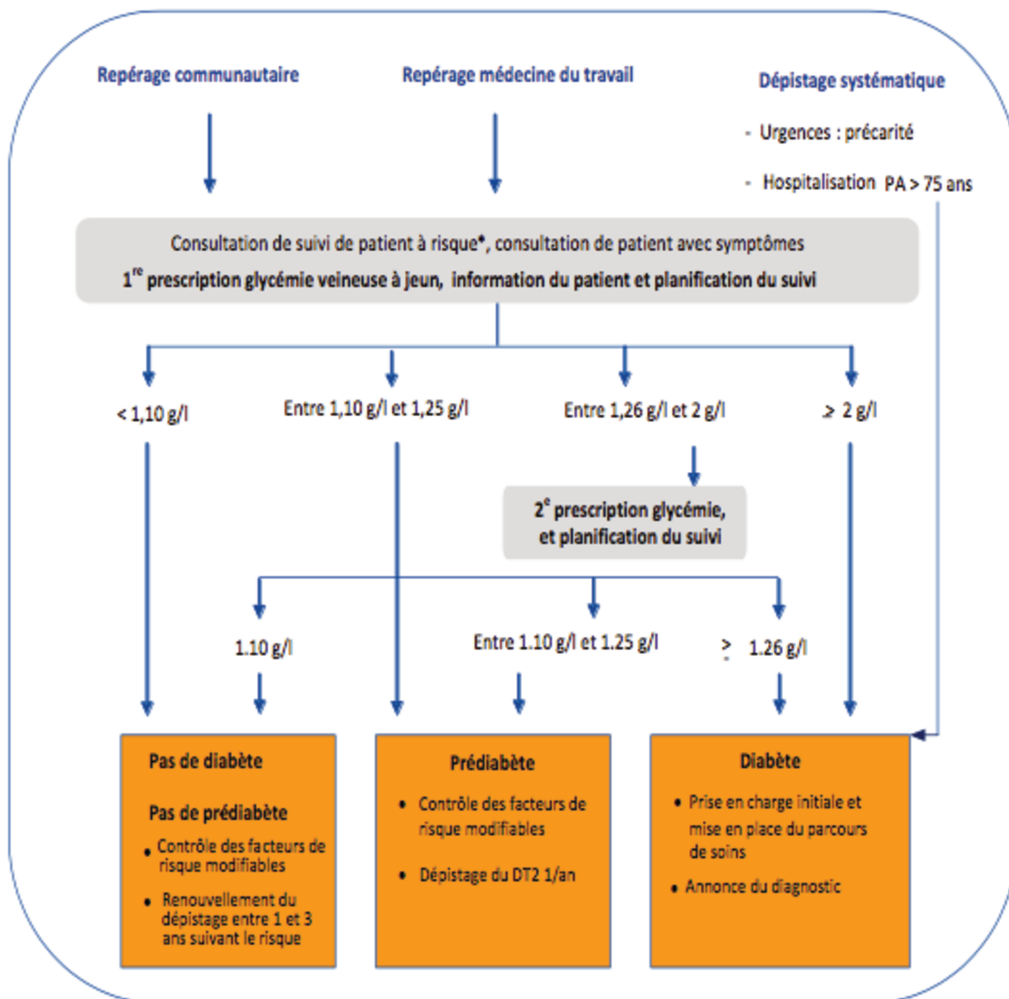 Repérage communautaire
Repérage médecine du travail
Dépistage systématique
- Urgences : précarité
- Hospitalisation PA > 75 ans
Consultation de suivi de patient à risque*, consultation de patient avec symptômes
1re prescription glycémie veineuse à jeun, information du patient et planification du suivi
< 1,10 g/l
Entre 1,10 g/l et 1,25 g/l
Entre 1,26 g/l et 2 g/l
≥ 2 g/l
2e prescription glycémie,
et planification du suivi
1.10 g/l
Entre 1.10 g/l et 1.25 g/l
≥ 1.26 g/l
Pas de diabète
Pas de prédiabète
• Contrôle des facteurs de
risque modifiables
• Renouvellement du
dépistage entre 1 et 3
ans suivant le risque
Prédiabète
• Contrôle des facteurs de
risque modifiables
• Dépistage du DT2 1/an
Diabète
• Prise en charge initiale et
mise en place du parcours
de soins
• Annonce du diagnostic